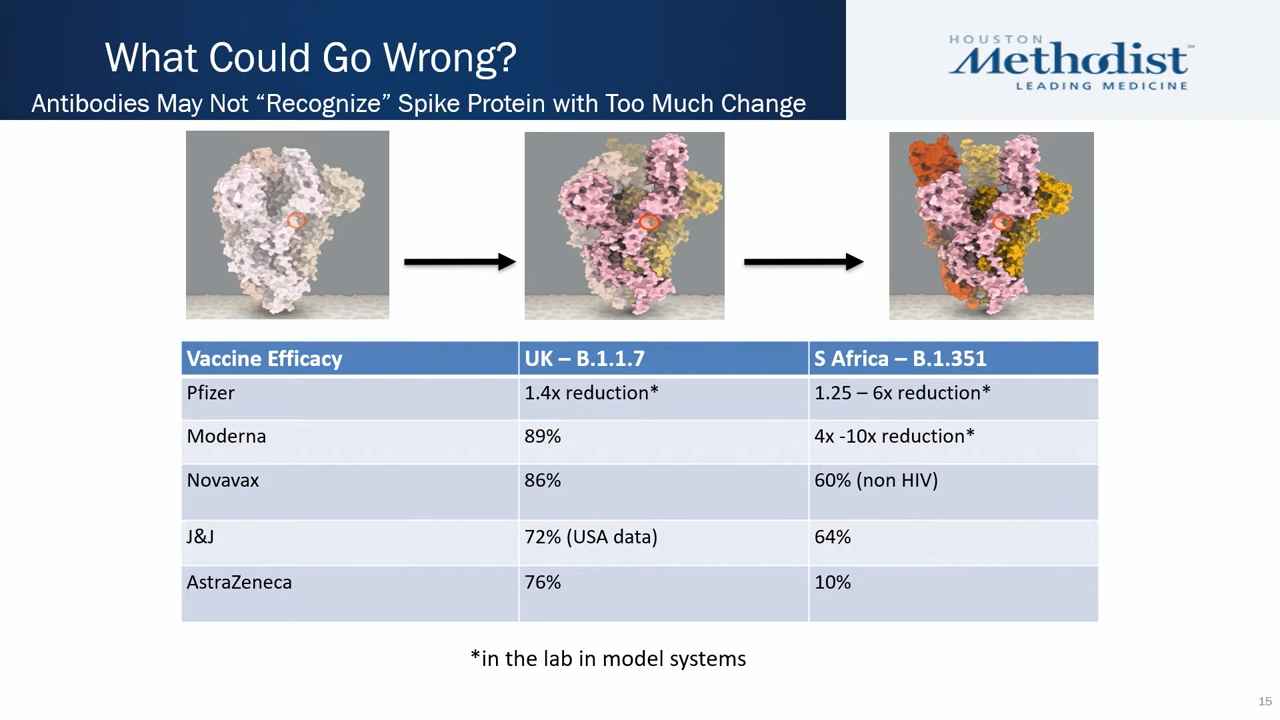 What Could Go Wrong?
Antibodies May Not “Recognize” Spike Protein with Too Much Change
HOUSTON
Methodist℠
LEADING MEDICINE
Vaccine Efficacy UK – B.1.1.7 S Africa – B.1.351
Pfizer 1.4x reduction* 1.25 – 6x reduction*
Moderna 89% 4x -10x reduction*
Novavax 86% 60% (non HIV)
J&J 72% (USA data) 64%
AstraZeneca 76% 10%
*in the lab in model systems
15